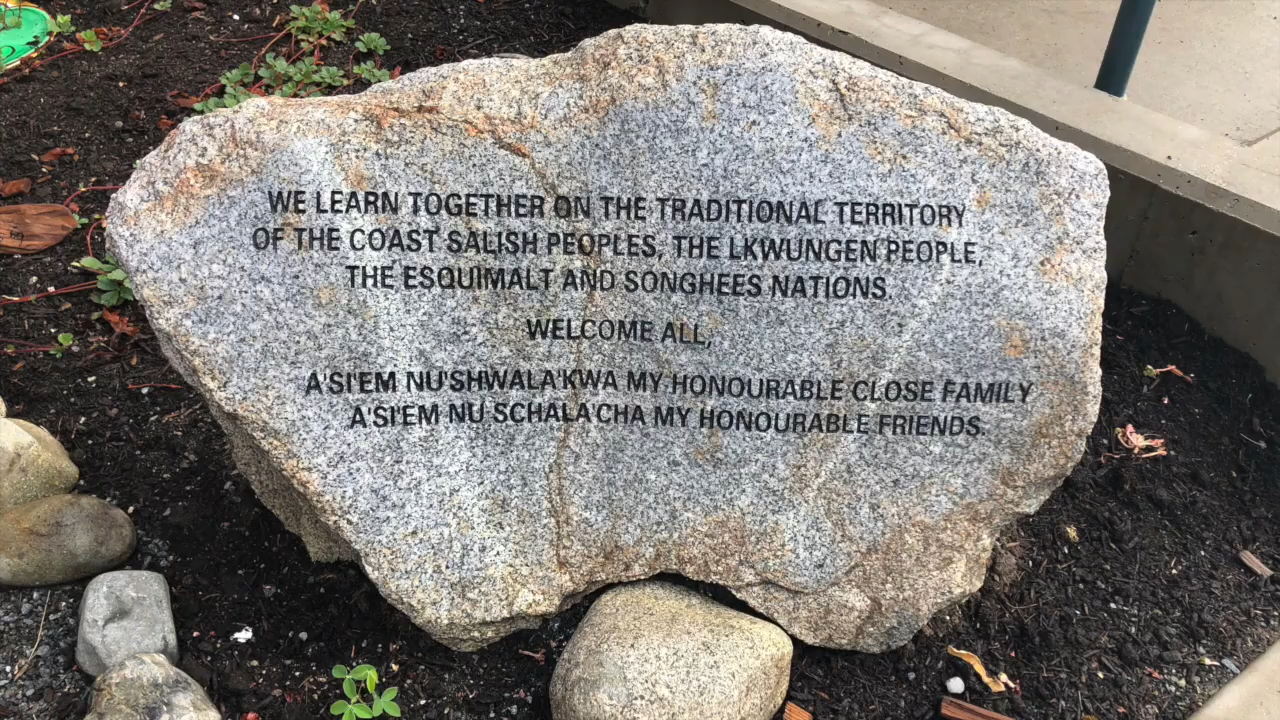 WE LEARN TOGETHER ON THE TRADITIONAL TERRITORY
OF THE COAST SALISH PEOPLES, THE LKWUNGEN PEOPLE,
THE ESQUIMALT AND SONGHEES NATIONS.
WELCOME ALL,
A'SI'EM NU'SHWALA'KWA MY HONOURABLE CLOSE FAMILY
A'SI'EM NU SCHALA'CHA MY HONOURABLE FRIENDS.